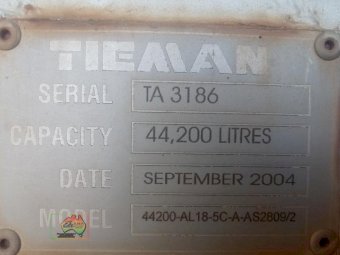 TIEMAN
SERIAL TA 3186
CAPACITY 44,200 LITRES
DATE SEPTEMBER 2004
MODEL 44200-AL18-5C-A-AS2809/2